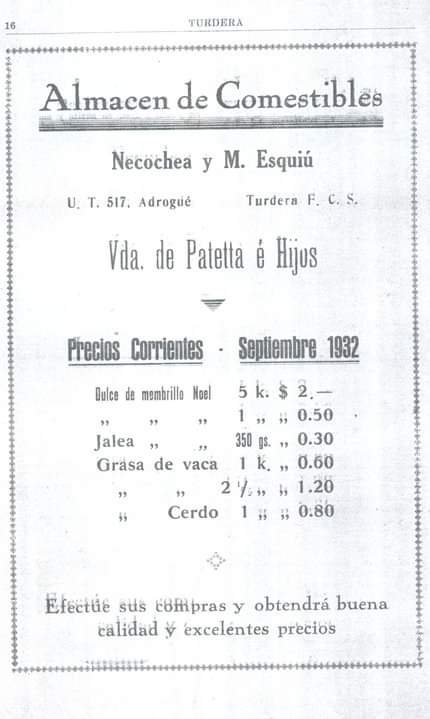 16 TURDERA
Almacen de Comestibles
Necochea y M. Esquiú
U. T. 517, Adrogué Turdera F. C. S.
Vda. de Patetta é Hijos
Precios Corrientes - Septiembre 1932
Dulce de membrillo Noel 5 k. $ 2.—
„ „ „ 1 „ „ 0.50
Jalea „ „ 350 gs. „ 0.30
Grasa de vaca 1 k. „ 0.60
„ „ 2 ½ „ „ 1.20
„ Cerdo 1 „ „ 0.80
Efectúe sus compras y obtendrá buena
calidad y excelentes precios